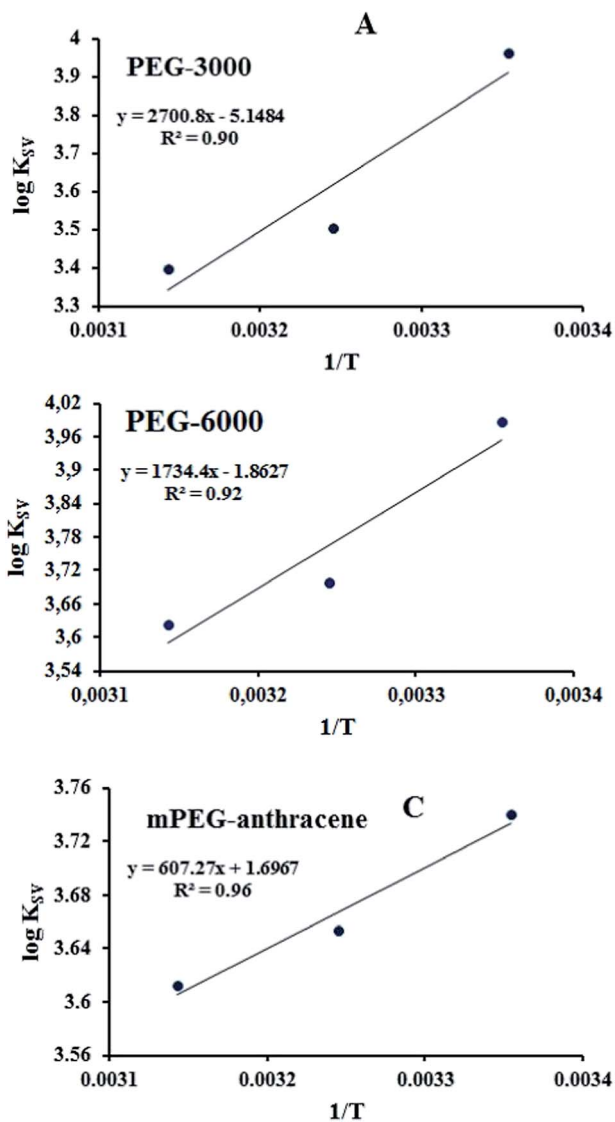 A
PEG-3000
y = 2700.8x - 5.1484
R² = 0.90
log K_SV
4
3.9
3.8
3.7
3.6
3.5
3.4
3.3
0.0031 0.0032 0.0033 0.0034
1/T
PEG-6000
y = 1734.4x - 1.8627
R² = 0.92
log K_SV
4,02
3,96
3,9
3,84
3,78
3,72
3,66
3,6
3,54
0,0031 0,0032 0,0033 0,0034
1/T
C
mPEG-anthracene
y = 607.27x + 1.6967
R² = 0.96
log K_SV
3.76
3.72
3.68
3.64
3.6
3.56
0.0031 0.0032 0.0033 0.0034
1/T